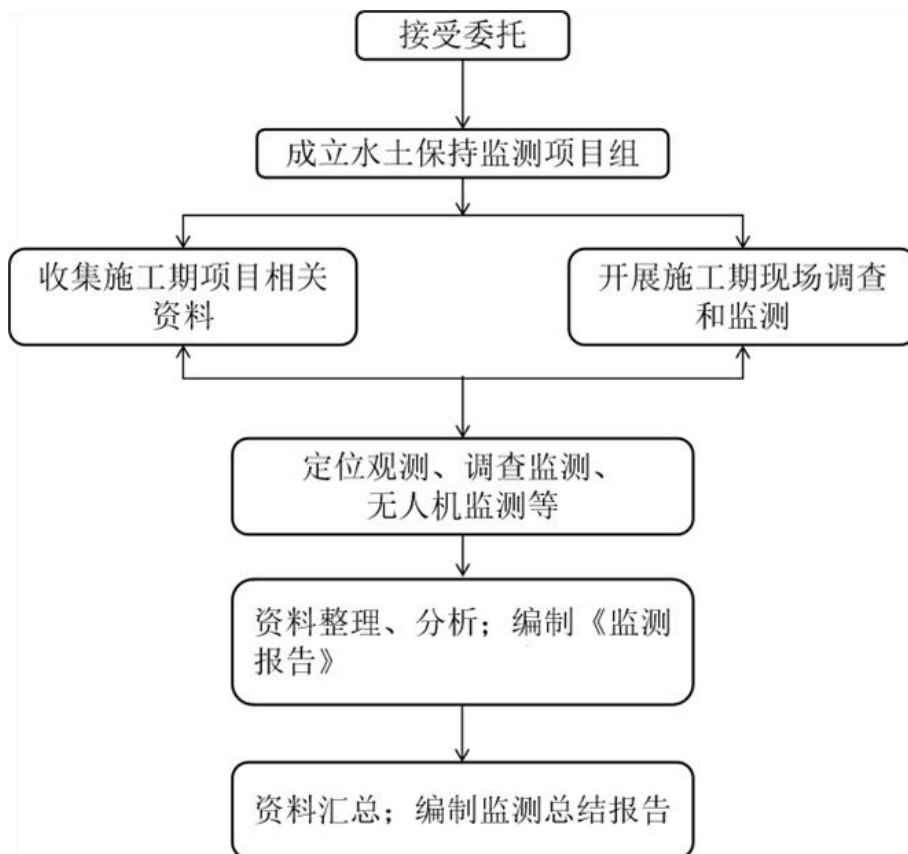 接受委托
成立水土保持监测项目组
收集施工期项目相关
资料
开展施工期现场调查
和监测
定位观测、调查监测、
无人机监测等
资料整理、分析；编制《监测
报告》
资料汇总；编制监测总结报告